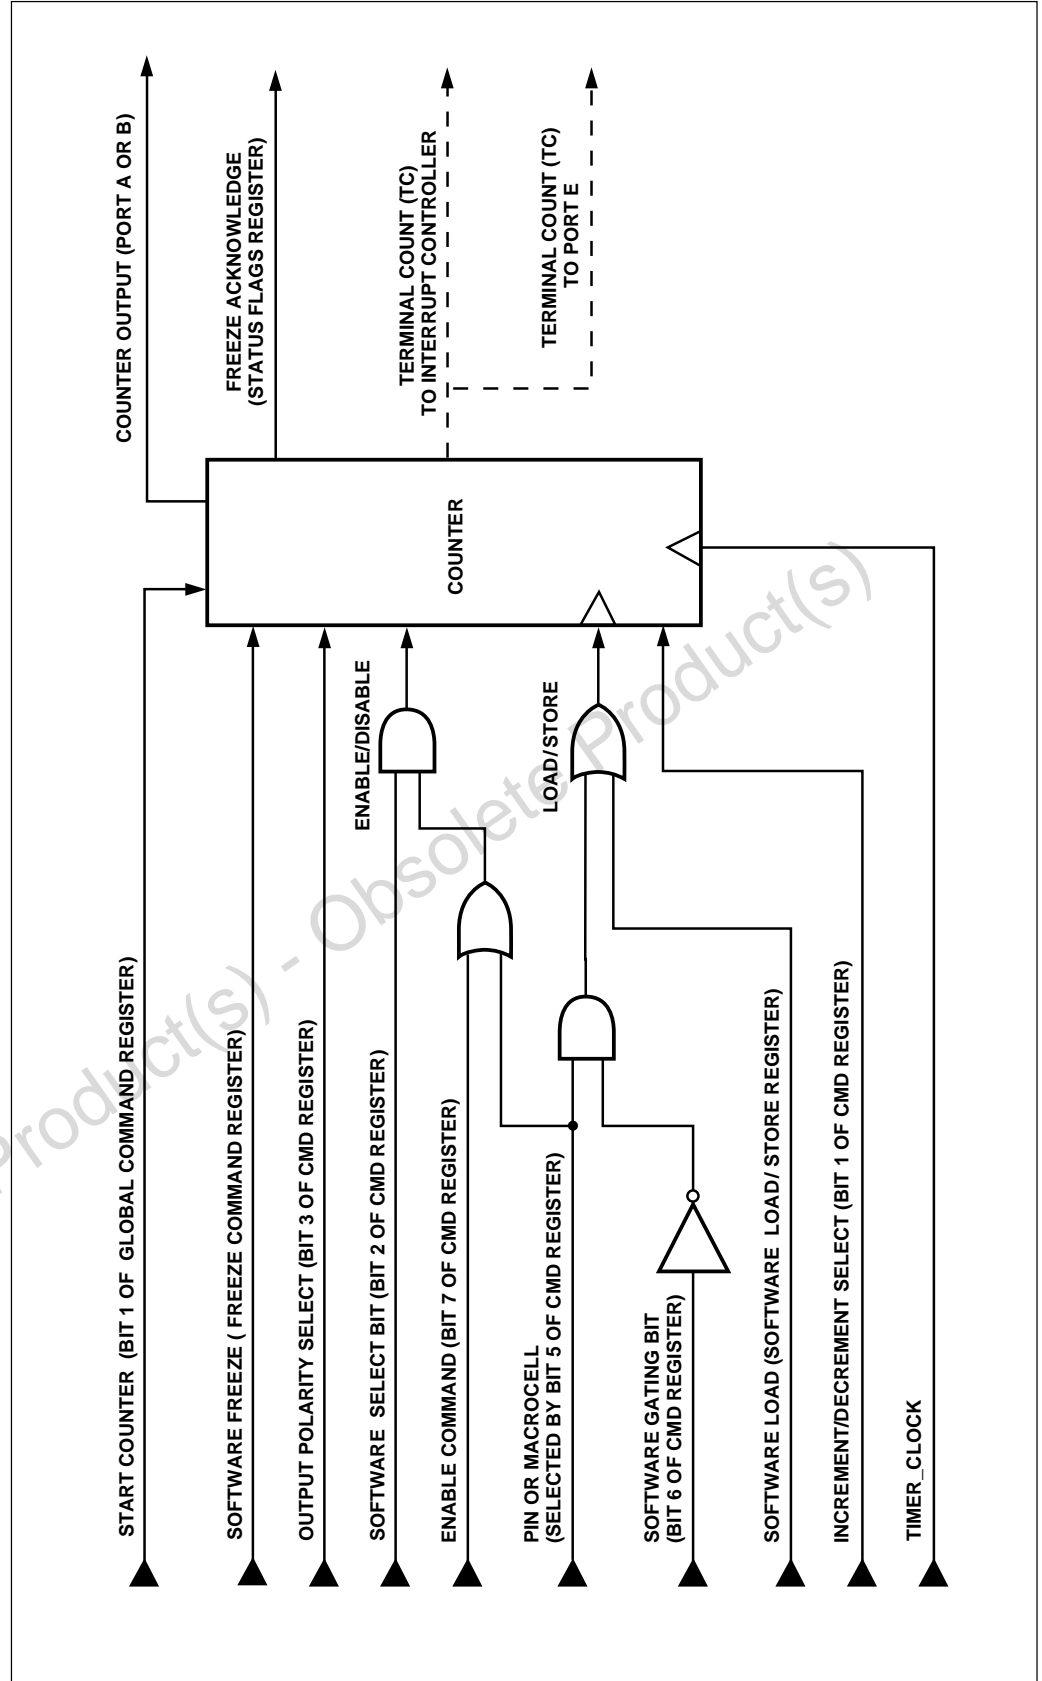 COUNTER OUTPUT (PORT A OR B)
FREEZE ACKNOWLEDGE
(STATUS FLAGS REGISTER)
TERMINAL COUNT (TC)
TO INTERRUPT CONTROLLER
TERMINAL COUNT (TC)
TO PORT E
COUNTER
ENABLE/DISABLE
LOAD/STORE
START COUNTER (BIT 1 OF GLOBAL COMMAND REGISTER)
SOFTWARE FREEZE ( FREEZE COMMAND REGISTER)
OUTPUT POLARITY SELECT (BIT 3 OF CMD REGISTER)
SOFTWARE SELECT BIT (BIT 2 OF CMD REGISTER)
ENABLE COMMAND (BIT 7 OF CMD REGISTER)
PIN OR MACROCELL
(SELECTED BY BIT 5 OF CMD REGISTER)
SOFTWARE GATING BIT
(BIT 6 OF CMD REGISTER)
SOFTWARE LOAD (SOFTWARE LOAD/ STORE REGISTER)
INCREMENT/DECREMENT SELECT (BIT 1 OF CMD REGISTER)
TIMER_CLOCK
Product(s) - Obsolete Product(s)